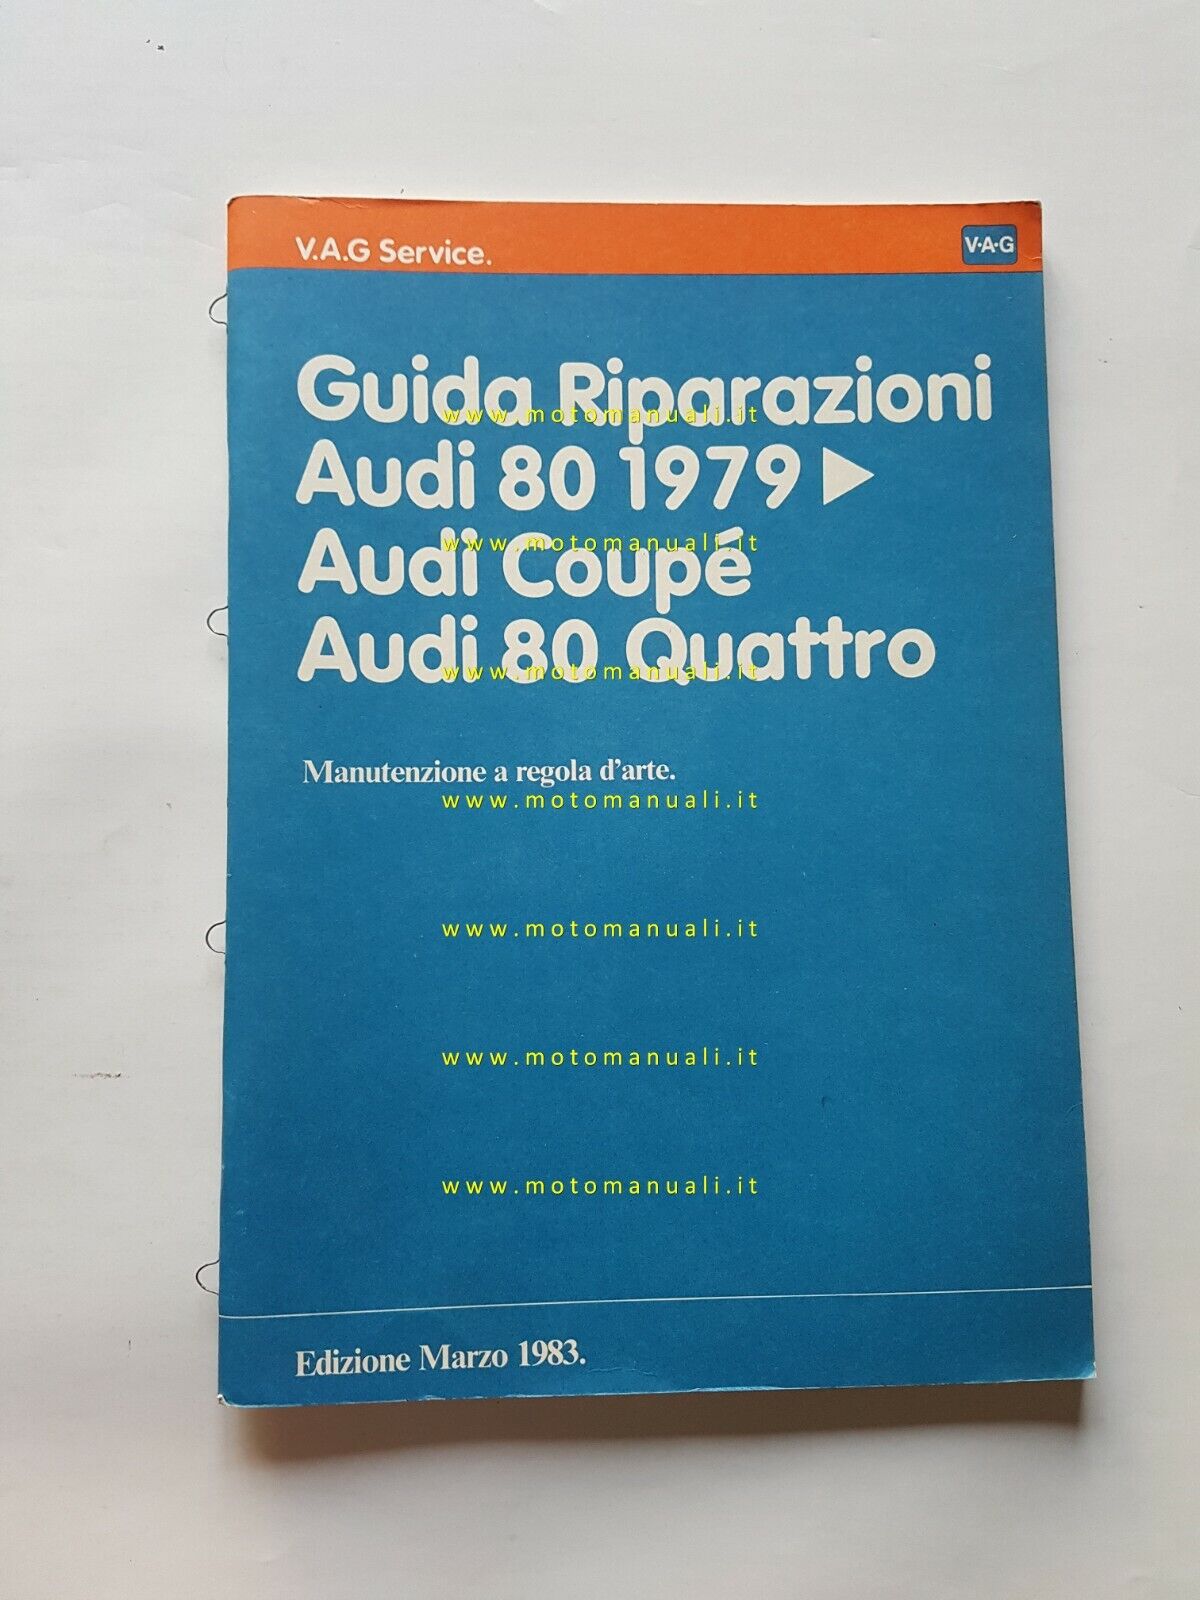 V.A.G Service.
V·A·G
Guida Riparazioni
www.motomanuali.it
Audi 80 1979 ▶
Audi Coupé
www.motomanuali.it
Audi 80 Quattro
www.motomanuali.it
Manutenzione a regola d'arte.
www.motomanuali.it
www.motomanuali.it
www.motomanuali.it
www.motomanuali.it
Edizione Marzo 1983.